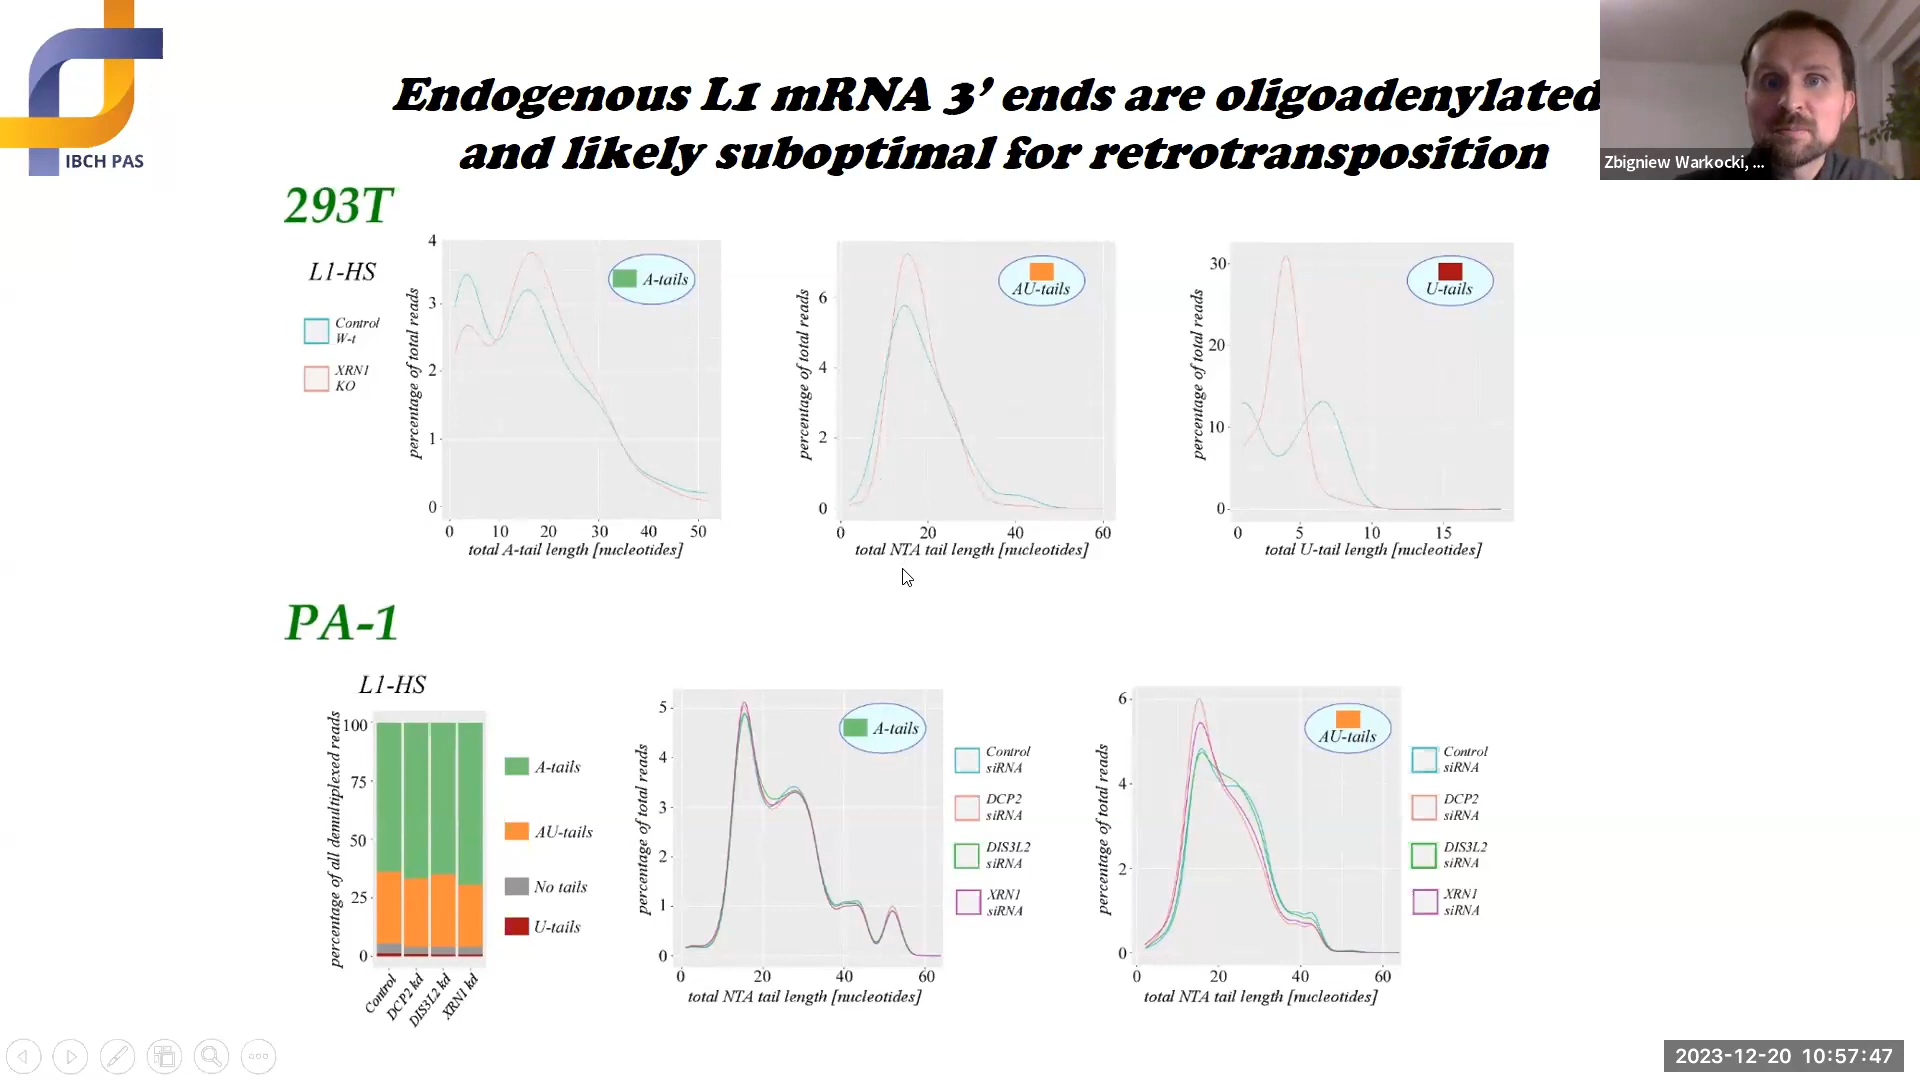 IBCH PAS
Endogenous L1 mRNA 3’ ends are oligoadenylated
and likely suboptimal for retrotransposition
Zbigniew Warkocki, ...
293T
L1-HS
Control
W-t
XRN1
KO
percentage of total reads
4
3
2
1
0
A-tails
0 10 20 30 40 50
total A-tail length [nucleotides]
percentage of total reads
6
4
2
0
AU-tails
0 20 40 60
total NTA tail length [nucleotides]
percentage of total reads
30
20
10
0
U-tails
0 5 10 15
total U-tail length [nucleotides]
PA-1
L1-HS
percentage of all demultiplexed reads
100
75
50
25
0
Control
DCP2 kd
DIS3L2 kd
XRN1 kd
A-tails
AU-tails
No tails
U-tails
percentage of total reads
5
4
3
2
1
0
A-tails
0 20 40 60
total NTA tail length [nucleotides]
Control
siRNA
DCP2
siRNA
DIS3L2
siRNA
XRN1
siRNA
percentage of total reads
6
4
2
0
AU-tails
0 20 40 60
total NTA tail length [nucleotides]
Control
siRNA
DCP2
siRNA
DIS3L2
siRNA
XRN1
siRNA
2023-12-20 10:57:47